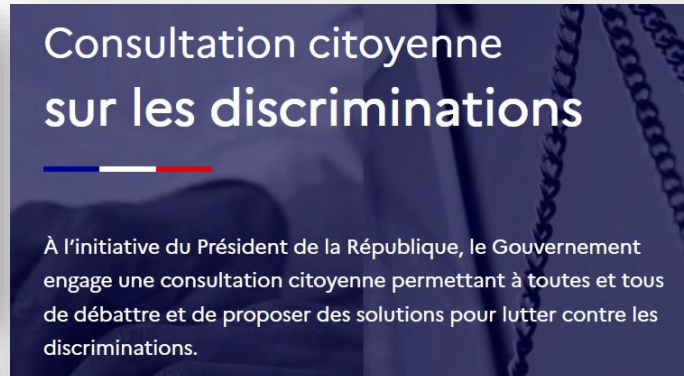 Consultation citoyenne
sur les discriminations
À l’initiative du Président de la République, le Gouvernement
engage une consultation citoyenne permettant à toutes et tous
de débattre et de proposer des solutions pour lutter contre les
discriminations.